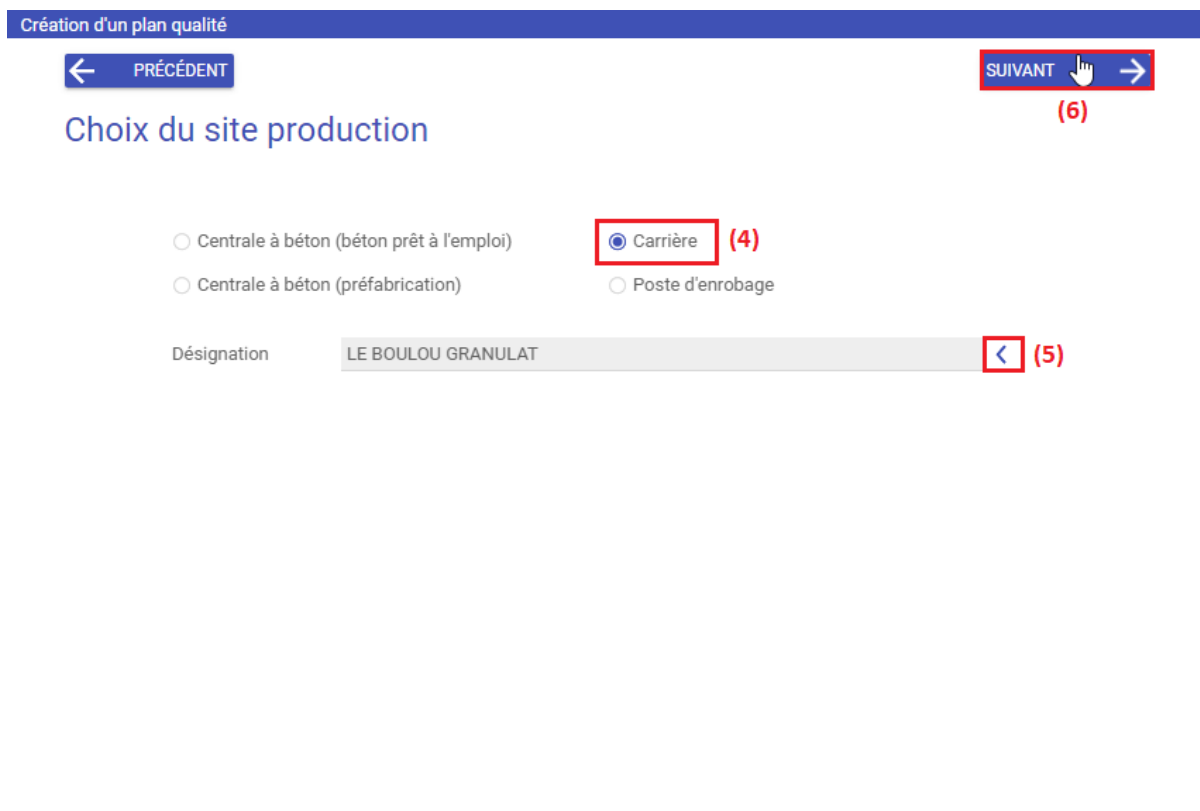 Création d'un plan qualité
PRÉCÉDENT
SUIVANT
(6)
Choix du site production
Centrale à béton (béton prêt à l'emploi)
Carrière
(4)
Centrale à béton (préfabrication)
Poste d'enrobage
Désignation
LE BOULOU GRANULAT
(5)